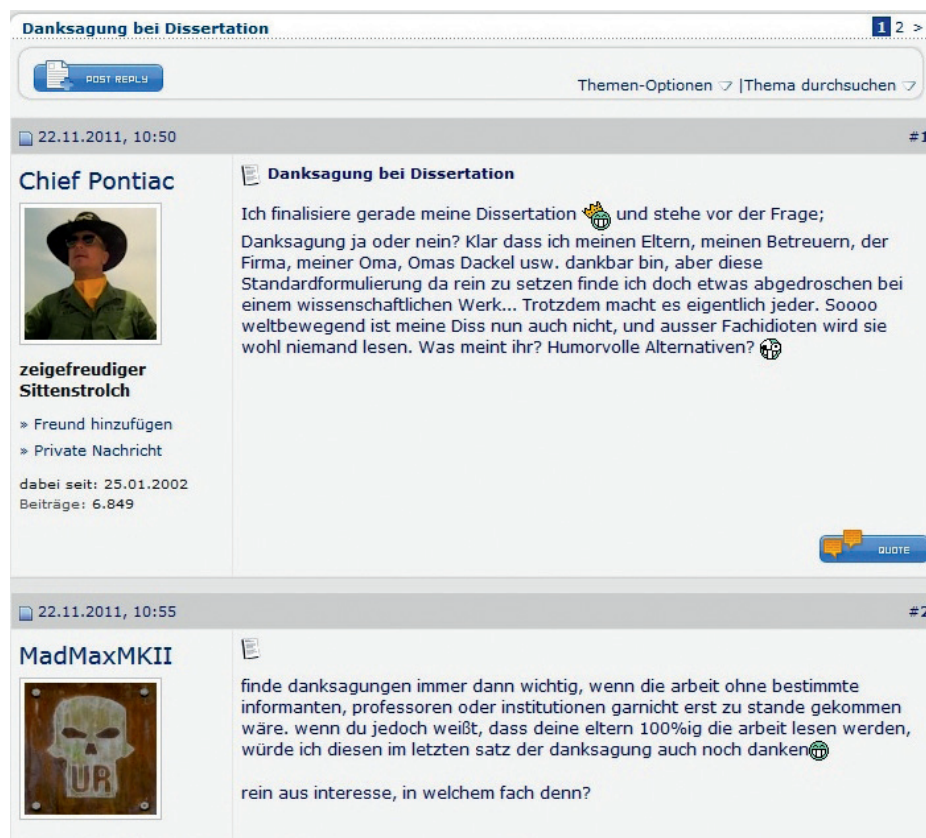 Danksagung bei Dissertation
1 2 >
POST REPLY
Themen-Optionen |Thema durchsuchen
22.11.2011, 10:50 #1
Chief Pontiac
Danksagung bei Dissertation
Ich finalisiere gerade meine Dissertation und stehe vor der Frage;
Danksagung ja oder nein? Klar dass ich meinen Eltern, meinen Betreuern, der
Firma, meiner Oma, Omas Dackel usw. dankbar bin, aber diese
Standardformulierung da rein zu setzen finde ich doch etwas abgedroschen bei
einem wissenschaftlichen Werk... Trotzdem macht es eigentlich jeder. Soooo
weltbewegend ist meine Diss nun auch nicht, und ausser Fachidioten wird sie
wohl niemand lesen. Was meint ihr? Humorvolle Alternativen?
zeigefreudiger
Sittenstrolch
» Freund hinzufügen
» Private Nachricht
dabei seit: 25.01.2002
Beiträge: 6.849
QUOTE
22.11.2011, 10:55 #2
MadMaxMKII
UR
finde danksagungen immer dann wichtig, wenn die arbeit ohne bestimmte
informanten, professoren oder institutionen garnicht erst zu stande gekommen
wäre. wenn du jedoch weißt, dass deine eltern 100%ig die arbeit lesen werden,
würde ich diesen im letzten satz der danksagung auch noch danken
rein aus interesse, in welchem fach denn?